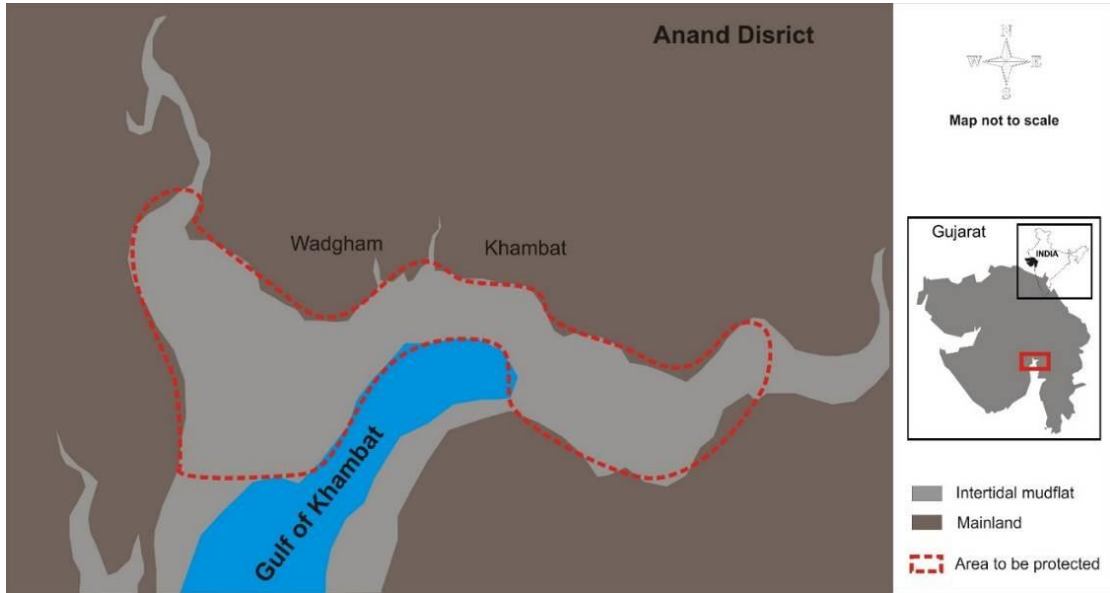 Anand Disrict
Wadgham
Khambat
Gulf of Khambat
N
W E
S
Map not to scale
Gujarat
INDIA
Intertidal mudflat
Mainland
Area to be protected